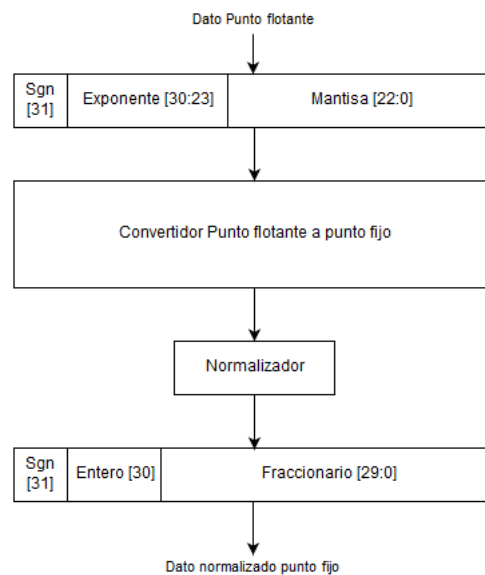 Dato Punto flotante
Sgn
[31]
Exponente [30:23]
Mantisa [22:0]
Convertidor Punto flotante a punto fijo
Normalizador
Sgn
[31]
Entero [30]
Fraccionario [29:0]
Dato normalizado punto fijo